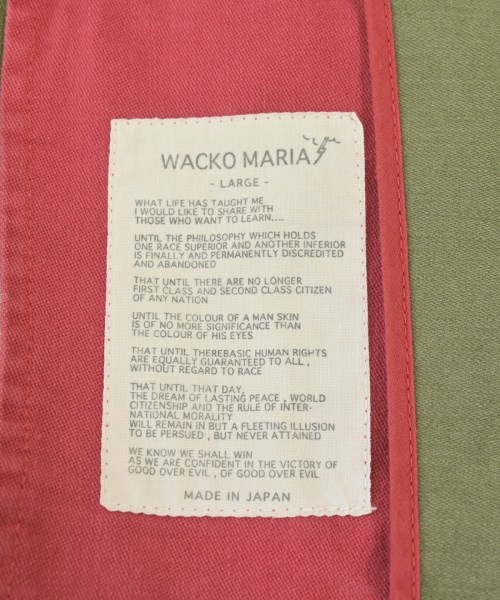 WACKO MARIA
- LARGE -
WHAT LIFE HAS TAUGHT ME
I WOULD LIKE TO SHARE WITH
THOSE WHO WANT TO LEARN....
UNTIL THE PHIILOSOPHY WHICH HOLDS
ONE RACE SUPERIOR AND ANOTHER INFERIOR
IS FINALLY AND PERMANENTLY DISCREDITED
AND ABANDONED
THAT UNTIL THERE ARE NO LONGER
FIRST CLASS AND SECOND CLASS CITIZEN
OF ANY NATION
UNTIL THE COLOUR OF A MAN SKIN
IS OF NO MORE SIGNIFICANCE THAN
THE COLOUR OF HIS EYES
THAT UNTIL THEREBASIC HUMAN RIGHTS
ARE EQUALLY GUARANTEED TO ALL ,
WITHOUT REGARD TO RACE
THAT UNTIL THAT DAY,
THE DREAM OF LASTING PEACE , WORLD
CITIZENSHIP AND THE RULE OF INTER-
NATIONAL MORALITY
WILL REMAIN IN BUT A FLEETING ILLUSION
TO BE PERSUED , BUT NEVER ATTAINED
WE KNOW WE SHALL WIN
AS WE ARE CONFIDENT IN THE VICTORY OF
GOOD OVER EVIL , OF GOOD OVER EVIL
MADE IN JAPAN